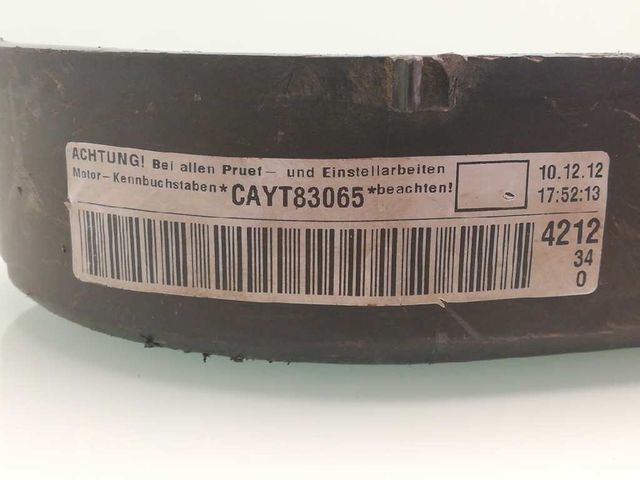 ACHTUNG! Bei allen Pruef- und Einstellarbeiten
Motor-Kennbuchstaben*CAYT83065*beachten!
10.12.12
17:52:13
4212
34
0